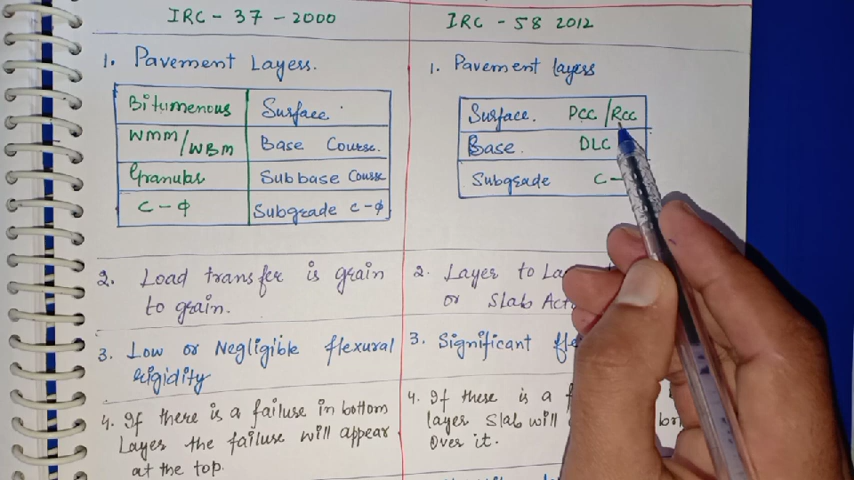 IRC - 37 - 2000
1. Pavement Layers.
Bitumenous Surface
WMM/WBM Base Course.
Granular Subbase Course
C - φ Subgrade C - φ
2. Load transfer is grain
to grain.
3. Low or Negligible flexural
rigidity
4. If there is a failure in bottom
Layer the failure will appear
at the top.
IRC - 58 2012
1. Pavement layers
Surface. PCC/RCC
Base. DLC
Subgrade C -
2. Layer to
or Slab
3. Significant
4. If there is a
layer slab will
over it.